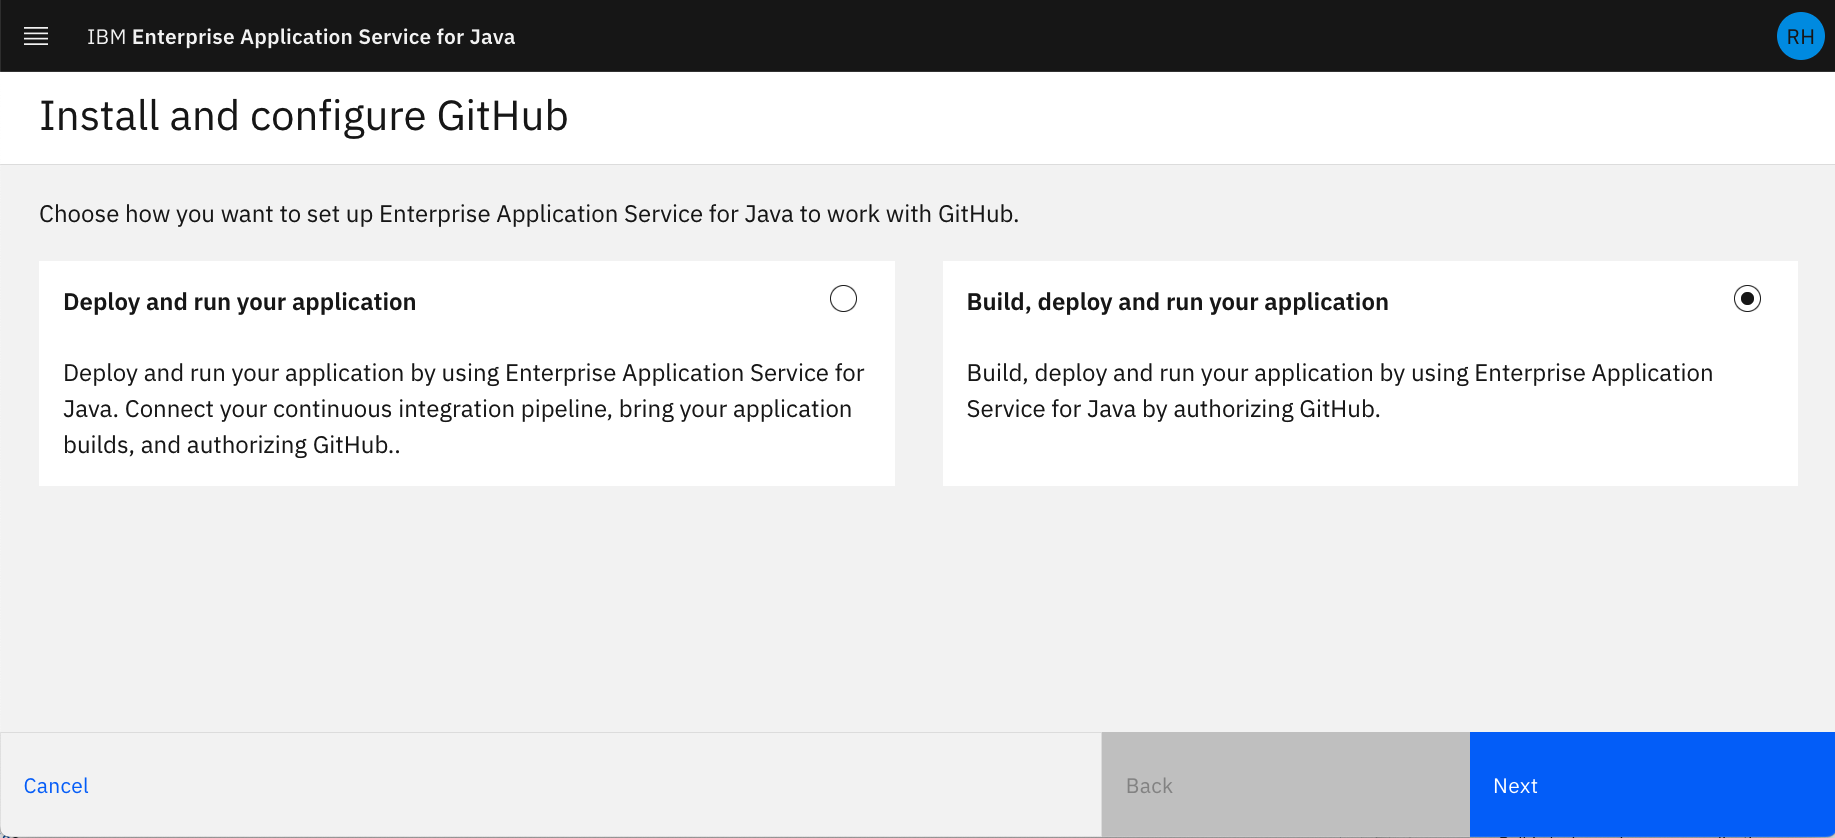 IBM Enterprise Application Service for Java
RH
Install and configure GitHub
Choose how you want to set up Enterprise Application Service for Java to work with GitHub.
Deploy and run your application
Deploy and run your application by using Enterprise Application Service for
Java. Connect your continuous integration pipeline, bring your application
builds, and authorizing GitHub..
Build, deploy and run your application
Build, deploy and run your application by using Enterprise Application
Service for Java by authorizing GitHub.
Cancel
Back
Next